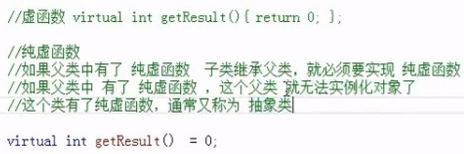 //虚函数 virtual int getResult(){ return 0; };
//纯虚函数
//如果父类中有了 纯虚函数 子类继承父类，就必须要实现 纯虚函数
//如果父类中 有了 纯虚函数 ，这个父类 就无法实例化对象了
//这个类有了纯虚函数，通常又称为 抽象类
virtual int getResult() = 0;